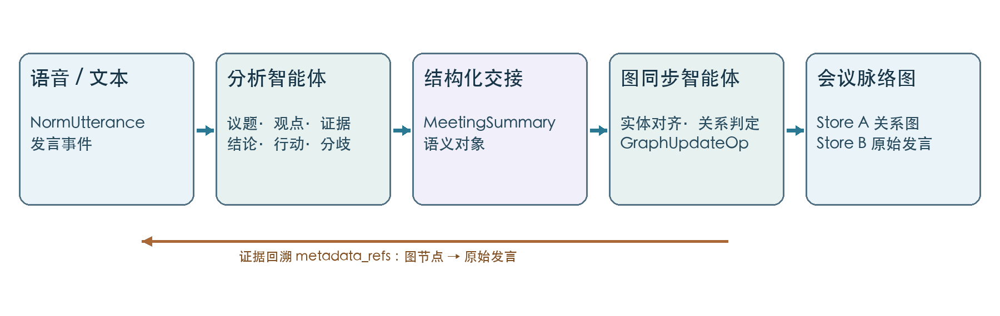 语音 / 文本
NormUtterance
发言事件
分析智能体
议题· 观点· 证据
结论· 行动· 分歧
结构化交接
MeetingSummary
语义对象
图同步智能体
实体对齐· 关系判定
GraphUpdateOp
会议脉络图
Store A 关系图
Store B 原始发言
证据回溯 metadata_refs：图节点 → 原始发言